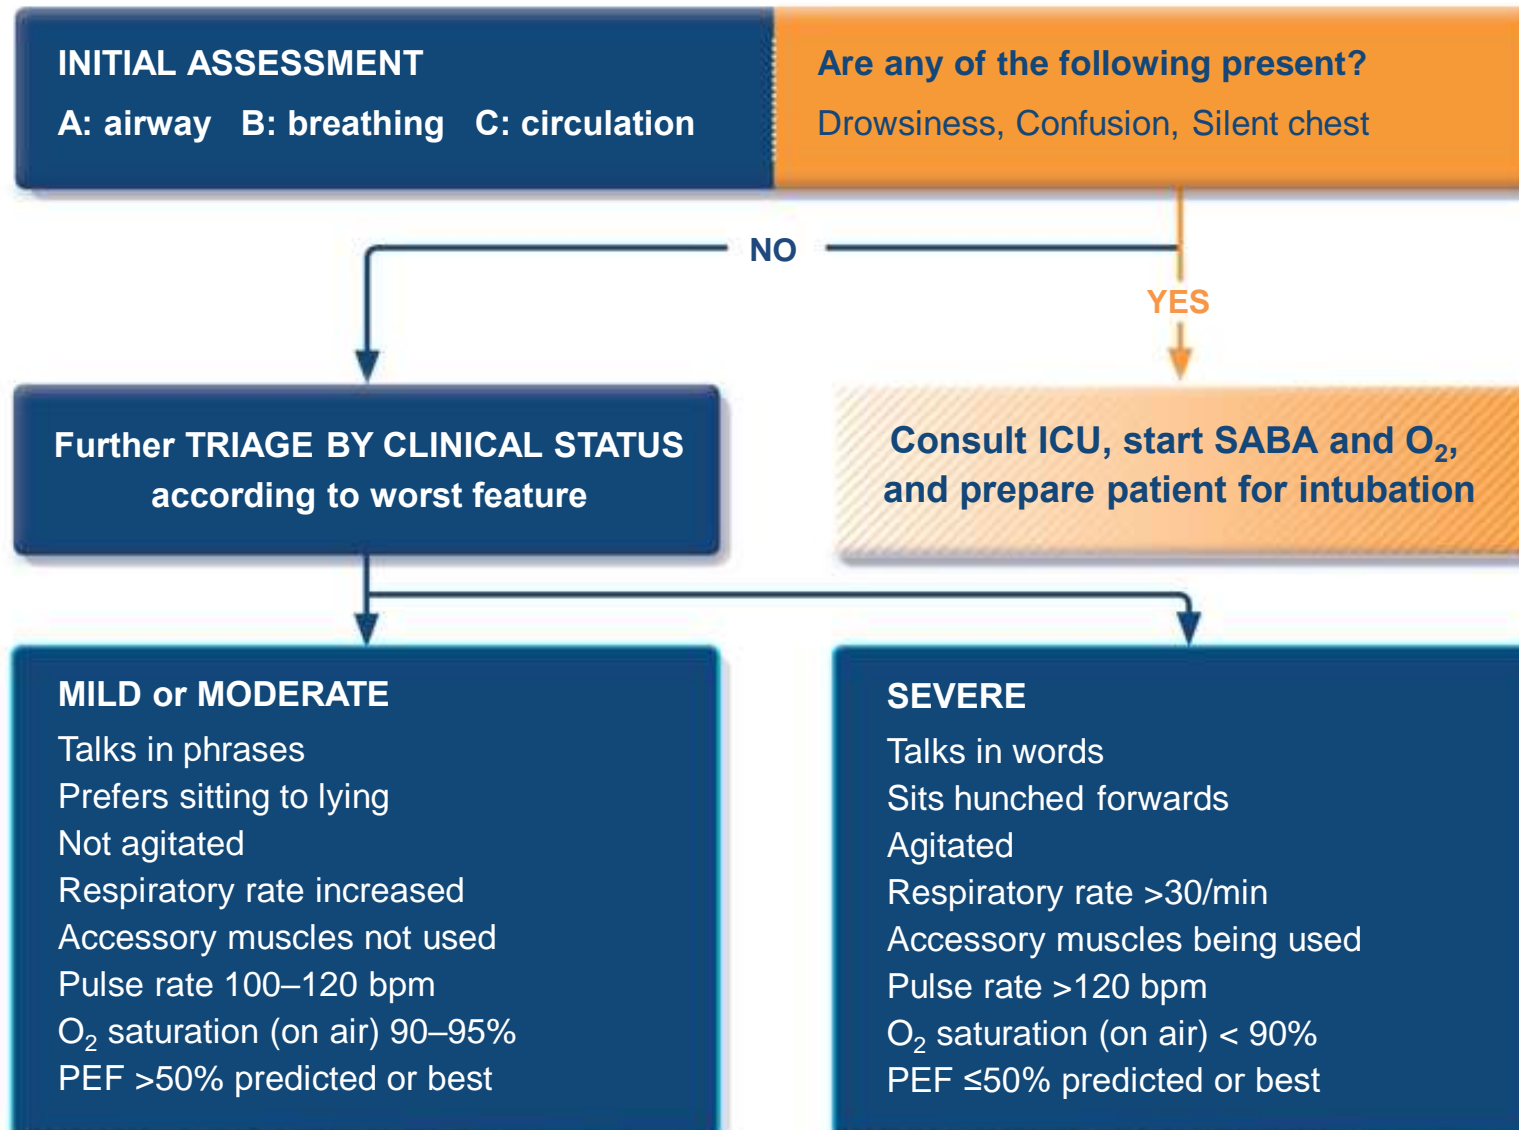 INITIAL ASSESSMENT
A: airway B: breathing C: circulation
Are any of the following present?
Drowsiness, Confusion, Silent chest
NO
YES
Further TRIAGE BY CLINICAL STATUS
according to worst feature
Consult ICU, start SABA and O₂,
and prepare patient for intubation
MILD or MODERATE
Talks in phrases
Prefers sitting to lying
Not agitated
Respiratory rate increased
Accessory muscles not used
Pulse rate 100–120 bpm
O₂ saturation (on air) 90–95%
PEF >50% predicted or best
SEVERE
Talks in words
Sits hunched forwards
Agitated
Respiratory rate >30/min
Accessory muscles being used
Pulse rate >120 bpm
O₂ saturation (on air) < 90%
PEF ≤50% predicted or best